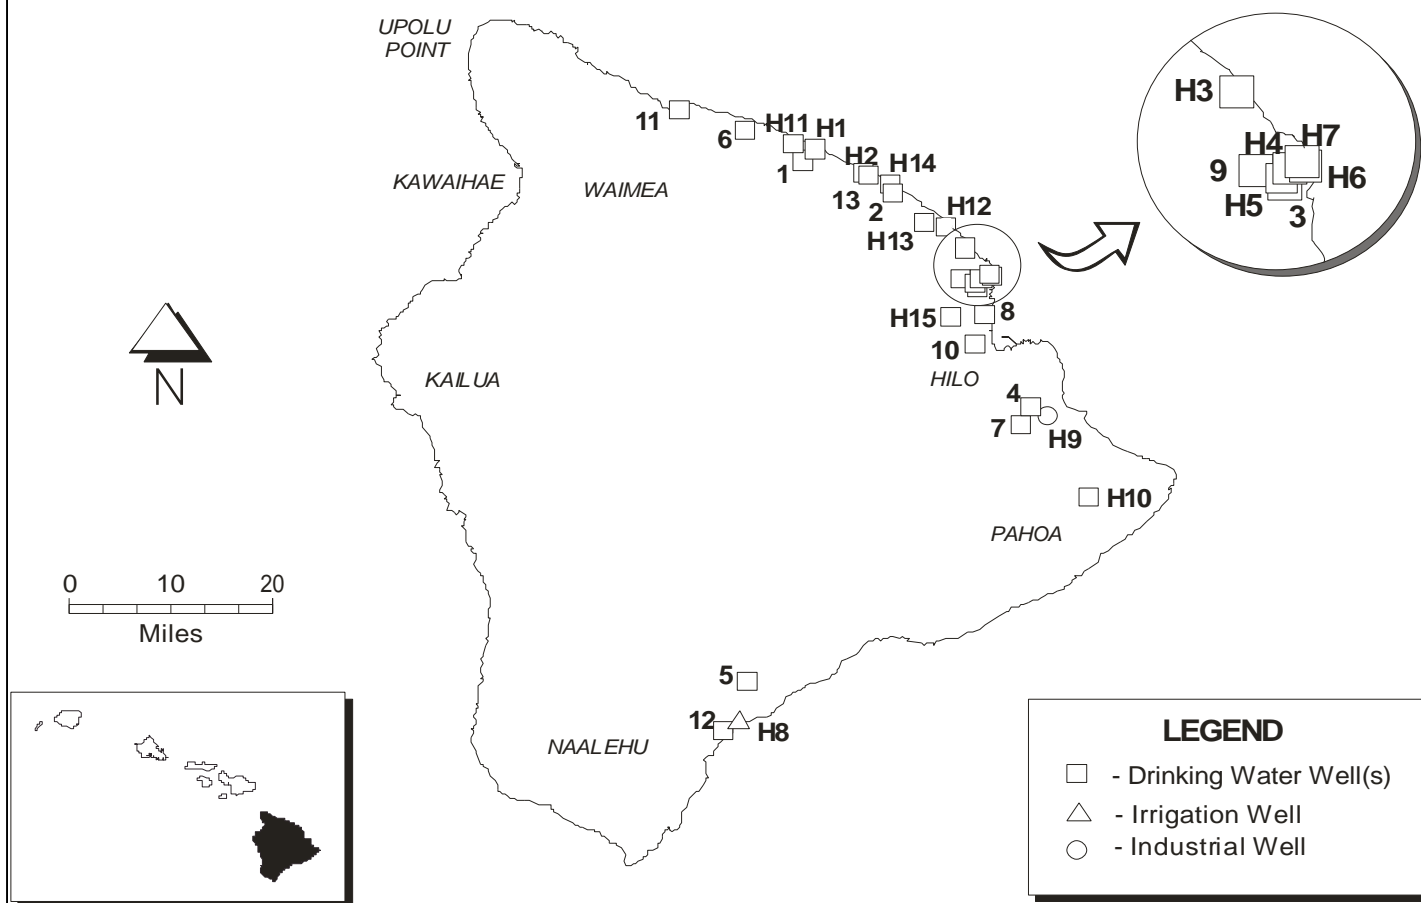 UPOLU
POINT
11
6
H11
H1
1
KAWAIHAE
WAIMEA
H2
H14
13
2
H13
H12
H3
H4
H7
9
H6
H5
3
8
H15
10
HILO
N
KAILUA
4
7
H9
H10
PAHOA
0 10 20
Miles
5
12
H8
NAALEHU
LEGEND
- Drinking Water Well(s)
- Irrigation Well
- Industrial Well